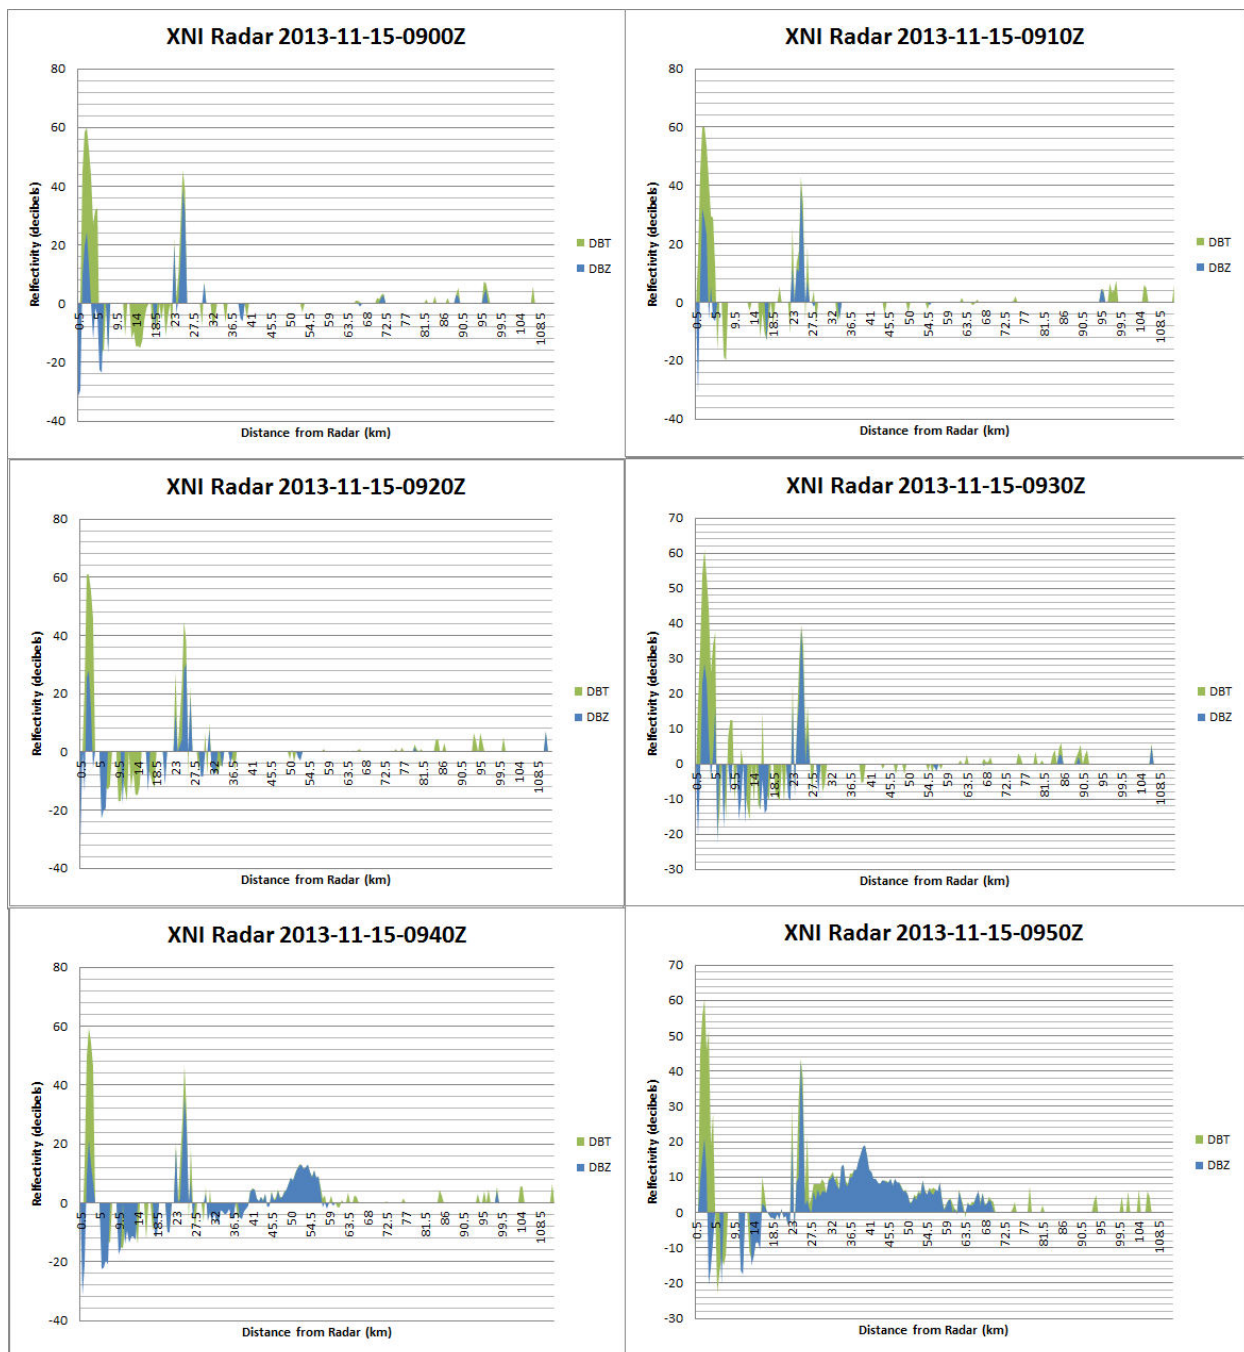 XNI Radar 2013-11-15-0900Z
80
60
40
20
0
-20
-40
Relfectivity (decibels)
0.5 5 9.5 14 18.5 23 27.5 32 36.5 41 45.5 50 54.5 59 63.5 68 72.5 77 81.5 86 90.5 95 99.5 104 108.5
Distance from Radar (km)
DBT
DBZ
XNI Radar 2013-11-15-0910Z
80
60
40
20
0
-20
-40
Relfectivity (decibels)
0.5 5 9.5 14 18.5 23 27.5 32 36.5 41 45.5 50 54.5 59 63.5 68 72.5 77 81.5 86 90.5 95 99.5 104 108.5
Distance from Radar (km)
DBT
DBZ
XNI Radar 2013-11-15-0920Z
80
60
40
20
0
-20
-40
Relfectivity (decibels)
0.5 5 9.5 14 18.5 23 27.5 32 36.5 41 45.5 50 54.5 59 63.5 68 72.5 77 81.5 86 90.5 95 99.5 104 108.5
Distance from Radar (km)
DBT
DBZ
XNI Radar 2013-11-15-0930Z
70
60
50
40
30
20
10
0
-10
-20
-30
Relfectivity (decibels)
0.5 5 9.5 14 18.5 23 27.5 32 36.5 41 45.5 50 54.5 59 63.5 68 72.5 77 81.5 86 90.5 95 99.5 104 108.5
Distance from Radar (km)
DBT
DBZ
XNI Radar 2013-11-15-0940Z
80
60
40
20
0
-20
-40
Relfectivity (decibels)
0.5 5 9.5 14 18.5 23 27.5 32 36.5 41 45.5 50 54.5 59 63.5 68 72.5 77 81.5 86 90.5 95 99.5 104 108.5
Distance from Radar (km)
DBT
DBZ
XNI Radar 2013-11-15-0950Z
70
60
50
40
30
20
10
0
-10
-20
-30
Relfectivity (decibels)
0.5 5 9.5 14 18.5 23 27.5 32 36.5 41 45.5 50 54.5 59 63.5 68 72.5 77 81.5 86 90.5 95 99.5 104 108.5
Distance from Radar (km)
DBT
DBZ